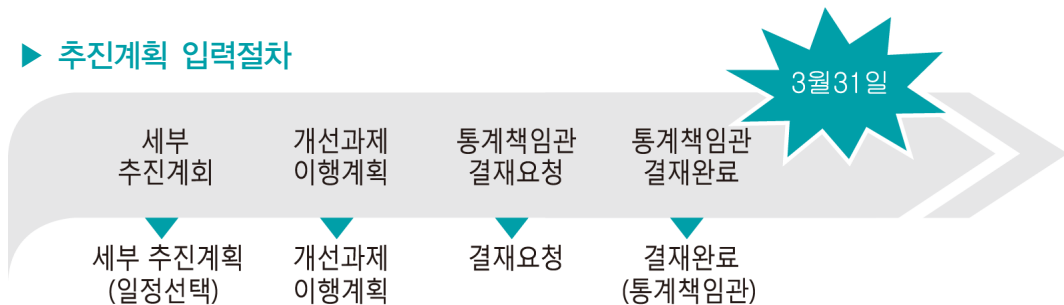 ▶ 추진계획 입력절차
3월31일
세부
추진계회
개선과제
이행계획
통계책임관
결재요청
통계책임관
결재완료
세부 추진계획
(일정선택)
개선과제
이행계획
결재요청
결재완료
(통계책임관)